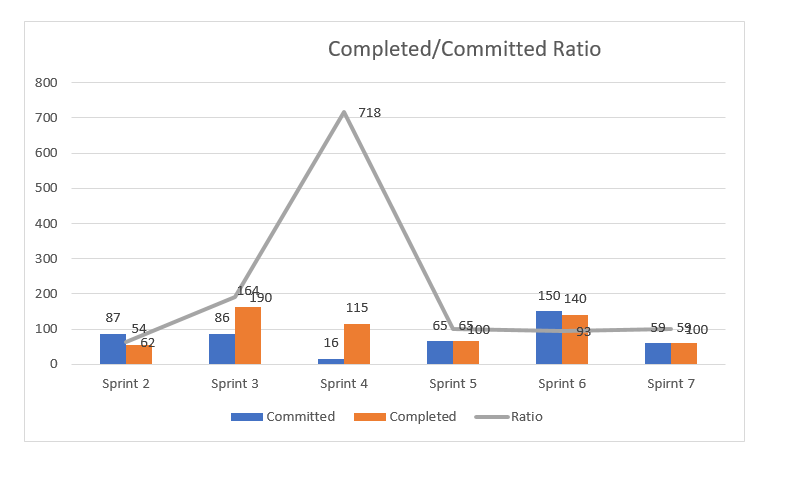 Completed/Committed Ratio
800
700
600
500
400
300
200
100
0
87
54
62
86
164
190
16
115
718
65
65
100
150
140
93
59
59
100
Sprint 2
Sprint 3
Sprint 4
Sprint 5
Sprint 6
Spirnt 7
Committed
Completed
Ratio